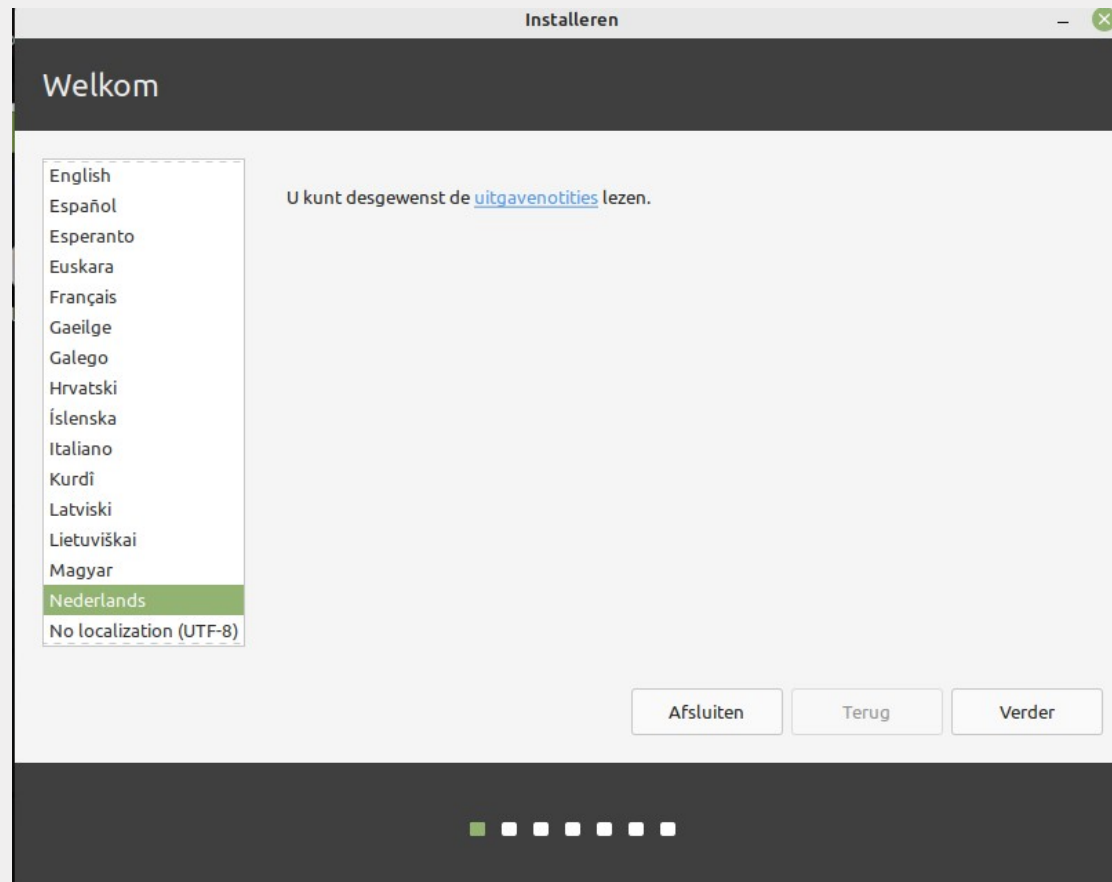 Installeren
Welkom
English
Español
Esperanto
Euskara
Français
Gaeilge
Galego
Hrvatski
Íslenska
Italiano
Kurdî
Latviski
Lietuviškai
Magyar
Nederlands
No localization (UTF-8)
U kunt desgewenst de uitgavenotities lezen.
Afsluiten
Terug
Verder